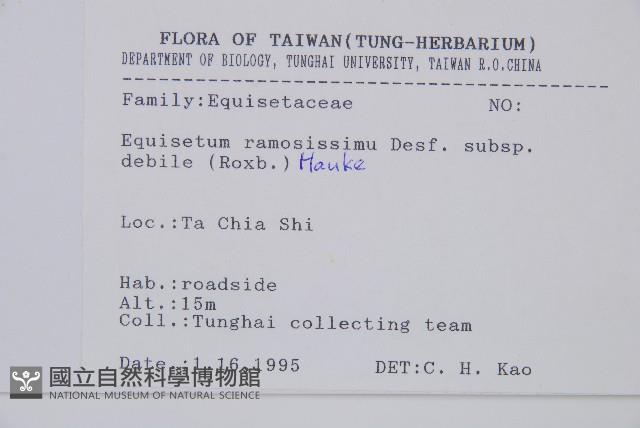 FLORA OF TAIWAN(TUNG-HERBARIUM)
DEPARTMENT OF BIOLOGY, TUNGHAI UNIVERSITY, TAIWAN R.O.CHINA
Family:Equisetaceae NO:
Equisetum ramosissimu Desf. subsp.
debile (Roxb.) Hauke
Loc.:Ta Chia Shi
Hab.:roadside
Alt.:15m
Coll.:Tunghai collecting team
Date.:1.16.1995 DET:C. H. Kao
國立自然科學博物館
NATIONAL MUSEUM OF NATURAL SCIENCE